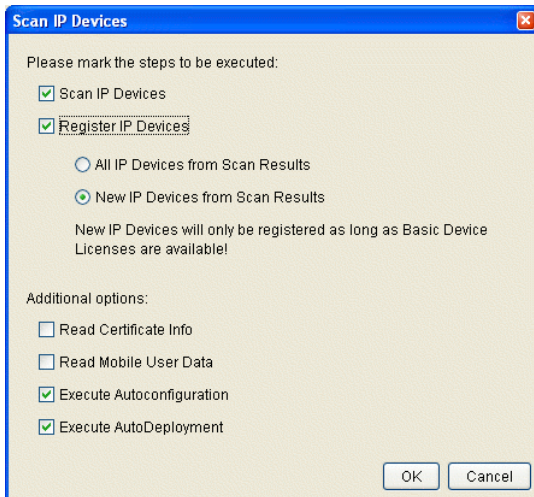 Scan IP Devices
Please mark the steps to be executed:
Scan IP Devices
Register IP Devices
All IP Devices from Scan Results
New IP Devices from Scan Results
New IP Devices will only be registered as long as Basic Device
Licenses are available!
Additional options:
Read Certificate Info
Read Mobile User Data
Execute Autoconfiguration
Execute AutoDeployment
OK Cancel